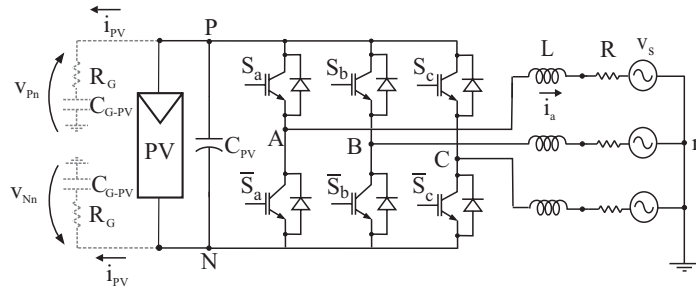 i_PV
P
S_a
S_b
S_c
L
R
v_s
v_Pn
R_G
C_G-PV
i_a
PV
C_PV
A
B
C
n
v_Nn
C_G-PV
R_G
S̅_a
S̅_b
S̅_c
i_PV
N